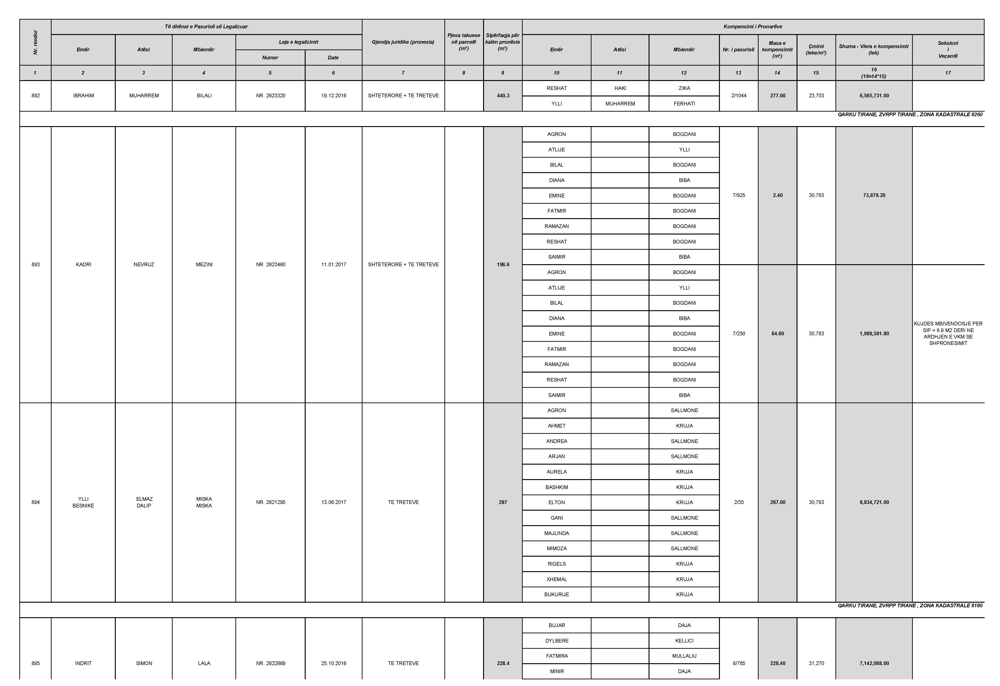 Nr. rendor
Të dhënat e Pasurisë së Legalizuar
Gjendja juridike (pronesia)
Pjesa takuese
në parcelë
(m²)
Sipërfaqja për
kalim pronësie
(m²)
Kompensimi i Pronarëve
Emër
Atësi
Mbiemër
Leja e legalizimit
Numer
Date
Emër
Atësi
Mbiemër
Nr. i pasurisë
Masa e
kompensimit
(m²)
Çmimi
(leke/m²)
Shuma - Vlera e kompensimit
(lek)
Seksioni
i
Veçantë
1 2 3 4 5 6 7 8 9 10 11 12 13 14 15 16 17
(16=14*15)
892 IBRAHIM MUHARREM BILALI NR. 2623320 19.12.2016 SHTETERORE + TE TRETEVE 440.3
RESHAT HAKI ZIKA
YLLI MUHARREM FERHATI
2/1044 277.00 23,703 6,565,731.00
QARKU TIRANE, ZVRPP TIRANE , ZONA KADASTRALE 8260
893 KADRI NEVRUZ MEZINI NR. 2623460 11.01.2017 SHTETERORE + TE TRETEVE 196.6
AGRON BOGDANI
ATLIJE YLLI
BILAL BOGDANI
DIANA BIBA
EMINE BOGDANI
FATMIR BOGDANI
RAMAZAN BOGDANI
RESHAT BOGDANI
SAIMIR BIBA
7/925 2.40 30,783 73,879.20
AGRON BOGDANI
ATLIJE YLLI
BILAL BOGDANI
DIANA BIBA
EMINE BOGDANI
FATMIR BOGDANI
RAMAZAN BOGDANI
RESHAT BOGDANI
SAIMIR BIBA
7/250 64.60 30,783 1,988,581.80
KUJDES MBIVENDOSJE PER
SIP = 8.9 M2 DERI NE
ARDHJEN E VKM SE
SHPRONESIMIT
894
YLLI ELMAZ MISKA
BESNIKE DALIP MISKA
NR. 2621295 13.06.2017 TE TRETEVE 287
AGRON SALLMONE
AHMET KRUJA
ANDREA SALLMONE
ARJAN SALLMONE
AURELA KRUJA
BASHKIM KRUJA
ELTON KRUJA
GANI SALLMONE
MAJLINDA SALLMONE
MIMOZA SALLMONE
RIGELS KRUJA
XHEMAL KRUJA
BUKURIJE KRUJA
2/35 287.00 30,783 8,834,721.00
QARKU TIRANE, ZVRPP TIRANE , ZONA KADASTRALE 8180
895 INDRIT SIMON LALA NR. 2622669 25.10.2016 TE TRETEVE 228.4
BUJAR DAJA
DYLBERE KELLICI
FATMIRA MULLALIU
MINIR DAJA
8/785 228.40 31,270 7,142,068.00